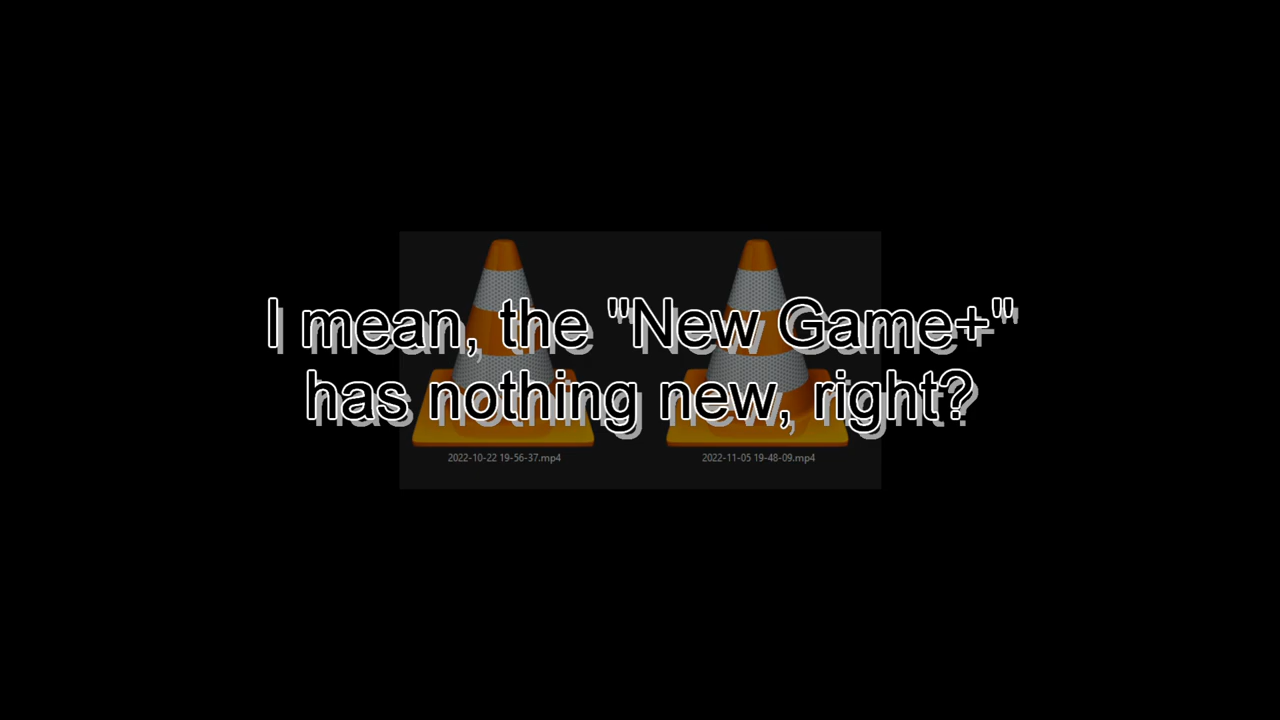 I mean, the "New Game+"
has nothing new, right?
2022-10-22 19-56-37.mp4
2022-11-05 19-48-09.mp4